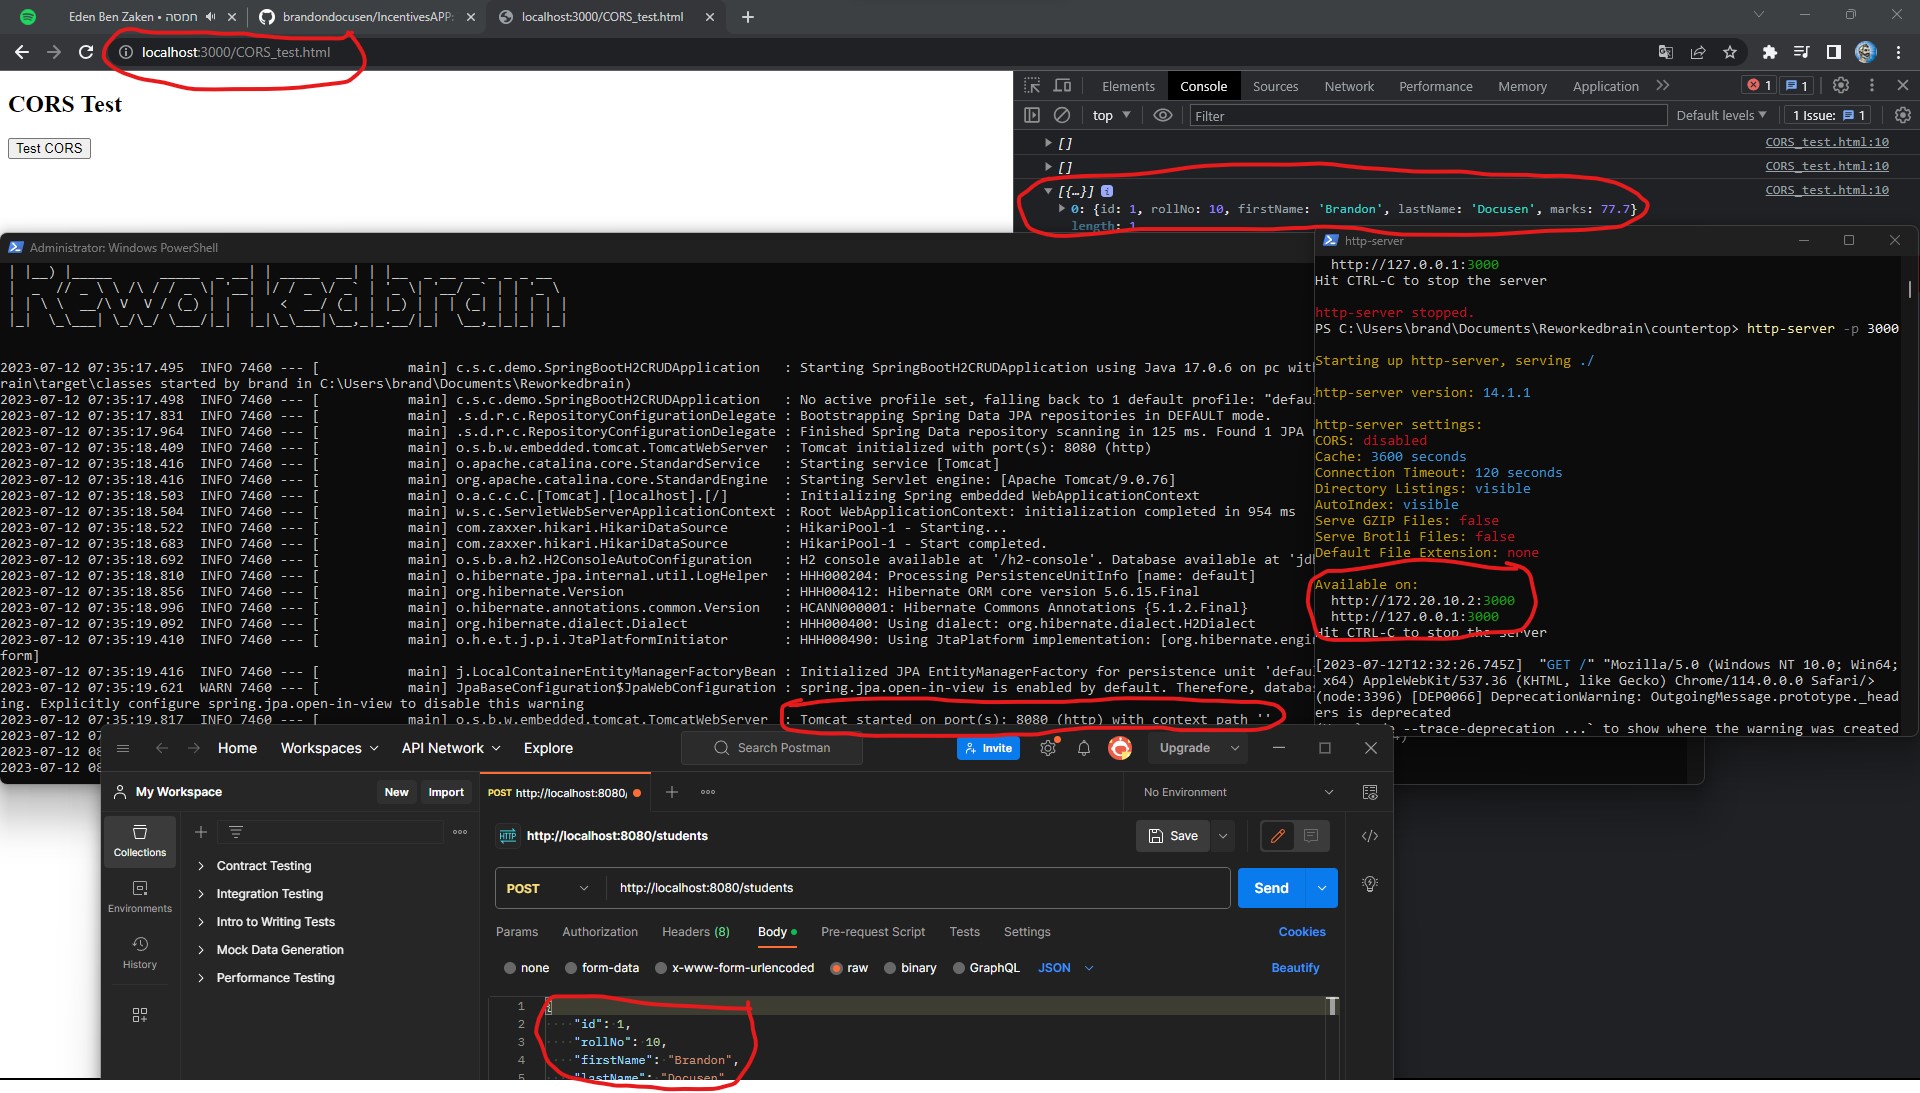 Eden Ben Zaken • חמסה
brandondocusen/IncentivesAPP:
localhost:3000/CORS_test.html
localhost:3000/CORS_test.html
CORS Test
Test CORS
Elements Console Sources Network Performance Memory Application
1 1
top Filter Default levels 1 Issue: 1
[] CORS_test.html:10
[] CORS_test.html:10
[{…}] CORS_test.html:10
0: {id: 1, rollNo: 10, firstName: 'Brandon', lastName: 'Docusen', marks: 77.7}
length: 1
Administrator: Windows PowerShell
2023-07-12 07:35:17.495 INFO 7460 --- [ main] c.s.c.demo.SpringBootH2CRUDApplication : Starting SpringBootH2CRUDApplication using Java 17.0.6 on pc wit
rain\target\classes started by brand in C:\Users\brand\Documents\Reworkedbrain)
2023-07-12 07:35:17.498 INFO 7460 --- [ main] c.s.c.demo.SpringBootH2CRUDApplication : No active profile set, falling back to 1 default profile: "defau
2023-07-12 07:35:17.831 INFO 7460 --- [ main] .s.d.r.c.RepositoryConfigurationDelegate : Bootstrapping Spring Data JPA repositories in DEFAULT mode.
2023-07-12 07:35:17.964 INFO 7460 --- [ main] .s.d.r.c.RepositoryConfigurationDelegate : Finished Spring Data repository scanning in 125 ms. Found 1 JPA
2023-07-12 07:35:18.409 INFO 7460 --- [ main] o.s.b.w.embedded.tomcat.TomcatWebServer : Tomcat initialized with port(s): 8080 (http)
2023-07-12 07:35:18.416 INFO 7460 --- [ main] o.apache.catalina.core.StandardService : Starting service [Tomcat]
2023-07-12 07:35:18.416 INFO 7460 --- [ main] org.apache.catalina.core.StandardEngine : Starting Servlet engine: [Apache Tomcat/9.0.76]
2023-07-12 07:35:18.503 INFO 7460 --- [ main] o.a.c.c.C.[Tomcat].[localhost].[/] : Initializing Spring embedded WebApplicationContext
2023-07-12 07:35:18.504 INFO 7460 --- [ main] w.s.c.ServletWebServerApplicationContext : Root WebApplicationContext: initialization completed in 954 ms
2023-07-12 07:35:18.522 INFO 7460 --- [ main] com.zaxxer.hikari.HikariDataSource : HikariPool-1 - Starting...
2023-07-12 07:35:18.683 INFO 7460 --- [ main] com.zaxxer.hikari.HikariDataSource : HikariPool-1 - Start completed.
2023-07-12 07:35:18.692 INFO 7460 --- [ main] o.s.b.a.h2.H2ConsoleAutoConfiguration : H2 console available at '/h2-console'. Database available at 'jd
2023-07-12 07:35:18.810 INFO 7460 --- [ main] o.hibernate.jpa.internal.util.LogHelper : HHH000204: Processing PersistenceUnitInfo [name: default]
2023-07-12 07:35:18.856 INFO 7460 --- [ main] org.hibernate.Version : HHH000412: Hibernate ORM core version 5.6.15.Final
2023-07-12 07:35:18.996 INFO 7460 --- [ main] o.hibernate.annotations.common.Version : HCANN000001: Hibernate Commons Annotations {5.1.2.Final}
2023-07-12 07:35:19.092 INFO 7460 --- [ main] org.hibernate.dialect.Dialect : HHH000400: Using dialect: org.hibernate.dialect.H2Dialect
2023-07-12 07:35:19.410 INFO 7460 --- [ main] o.h.e.t.j.p.i.JtaPlatformInitiator : HHH000490: Using JtaPlatform implementation: [org.hibernate.engin
form]
2023-07-12 07:35:19.416 INFO 7460 --- [ main] j.LocalContainerEntityManagerFactoryBean : Initialized JPA EntityManagerFactory for persistence unit 'defau
2023-07-12 07:35:19.621 WARN 7460 --- [ main] JpaBaseConfiguration$JpaWebConfiguration : spring.jpa.open-in-view is enabled by default. Therefore, databas
ing. Explicitly configure spring.jpa.open-in-view to disable this warning
2023-07-12 07:35:19.817 INFO 7460 --- [ main] o.s.b.w.embedded.tomcat.TomcatWebServer : Tomcat started on port(s): 8080 (http) with context path ''
2023-07-12 07
2023-07-12 08
2023-07-12 08
http-server
http://127.0.0.1:3000
Hit CTRL-C to stop the server
http-server stopped.
PS C:\Users\brand\Documents\Reworkedbrain\countertop> http-server -p 3000
Starting up http-server, serving ./
http-server version: 14.1.1
http-server settings:
CORS: disabled
Cache: 3600 seconds
Connection Timeout: 120 seconds
Directory Listings: visible
AutoIndex: visible
Serve GZIP Files: false
Serve Brotli Files: false
Default File Extension: none
Available on:
http://172.20.10.2:3000
http://127.0.0.1:3000
Hit CTRL-C to stop the server
[2023-07-12T12:32:26.745Z] "GET /" "Mozilla/5.0 (Windows NT 10.0; Win64;
x64) AppleWebKit/537.36 (KHTML, like Gecko) Chrome/114.0.0.0 Safari/>
(node:3396) [DEP0066] DeprecationWarning: OutgoingMessage.prototype._head
ers is deprecated
--trace-deprecation ...` to show where the warning was created
Home Workspaces API Network Explore Search Postman Invite Upgrade
My Workspace New Import POST http://localhost:8080/ No Environment
Collections
Environments
History
Contract Testing
Integration Testing
Intro to Writing Tests
Mock Data Generation
Performance Testing
HTTP http://localhost:8080/students Save
POST http://localhost:8080/students Send
Params Authorization Headers (8) Body Pre-request Script Tests Settings Cookies
none form-data x-www-form-urlencoded raw binary GraphQL JSON Beautify
1 {
2 "id": 1,
3 "rollNo": 10,
4 "firstName": "Brandon",
5 "lastName": "Docusen"